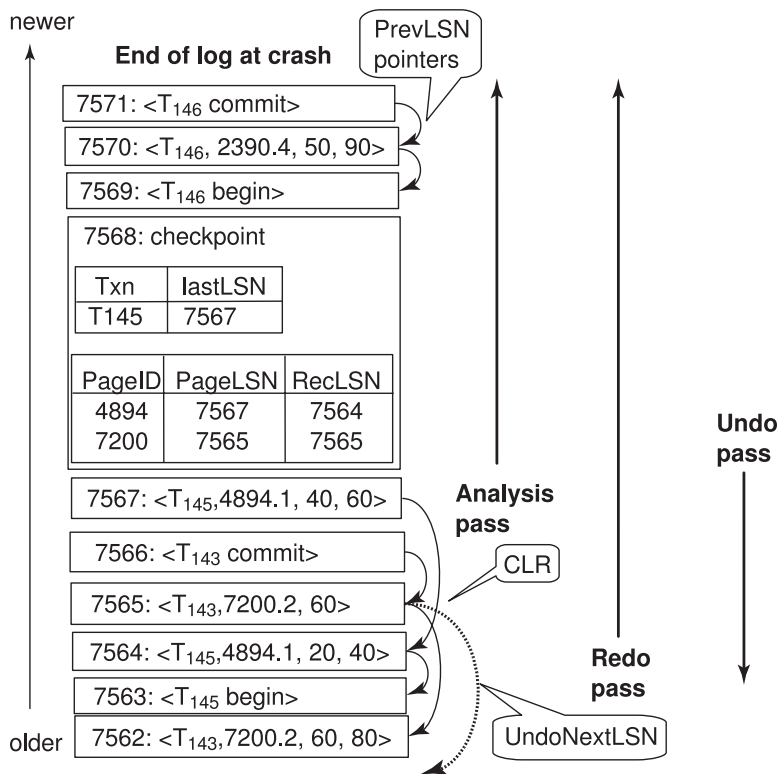 newer
End of log at crash
PrevLSN
pointers
7571: <T146 commit>
7570: <T146, 2390.4, 50, 90>
7569: <T146 begin>
7568: checkpoint
Txn lastLSN
T145 7567
PageID PageLSN RecLSN
4894 7567 7564
7200 7565 7565
7567: <T145,4894.1, 40, 60>
7566: <T143 commit>
7565: <T143,7200.2, 60>
7564: <T145,4894.1, 20, 40>
7563: <T145 begin>
7562: <T143,7200.2, 60, 80>
older
Analysis
pass
CLR
Redo
pass
UndoNextLSN
Undo
pass